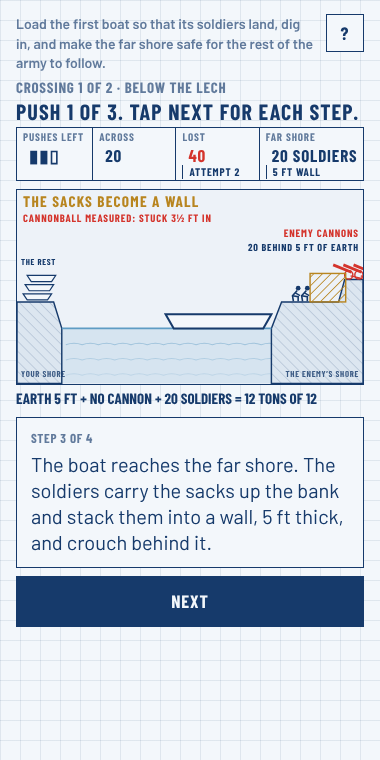 Load the first boat so that its soldiers land, dig
in, and make the far shore safe for the rest of the
army to follow.
?
CROSSING 1 OF 2 · BELOW THE LECH
PUSH 1 OF 3. TAP NEXT FOR EACH STEP.
PUSHES LEFT
ACROSS
20
LOST
40
ATTEMPT 2
FAR SHORE
20 SOLDIERS
5 FT WALL
THE SACKS BECOME A WALL
CANNONBALL MEASURED: STUCK 3½ FT IN
ENEMY CANNONS
20 BEHIND 5 FT OF EARTH
THE REST
YOUR SHORE
THE ENEMY'S SHORE
EARTH 5 FT + NO CANNON + 20 SOLDIERS = 12 TONS OF 12
STEP 3 OF 4
The boat reaches the far shore. The
soldiers carry the sacks up the bank
and stack them into a wall, 5 ft thick,
and crouch behind it.
NEXT